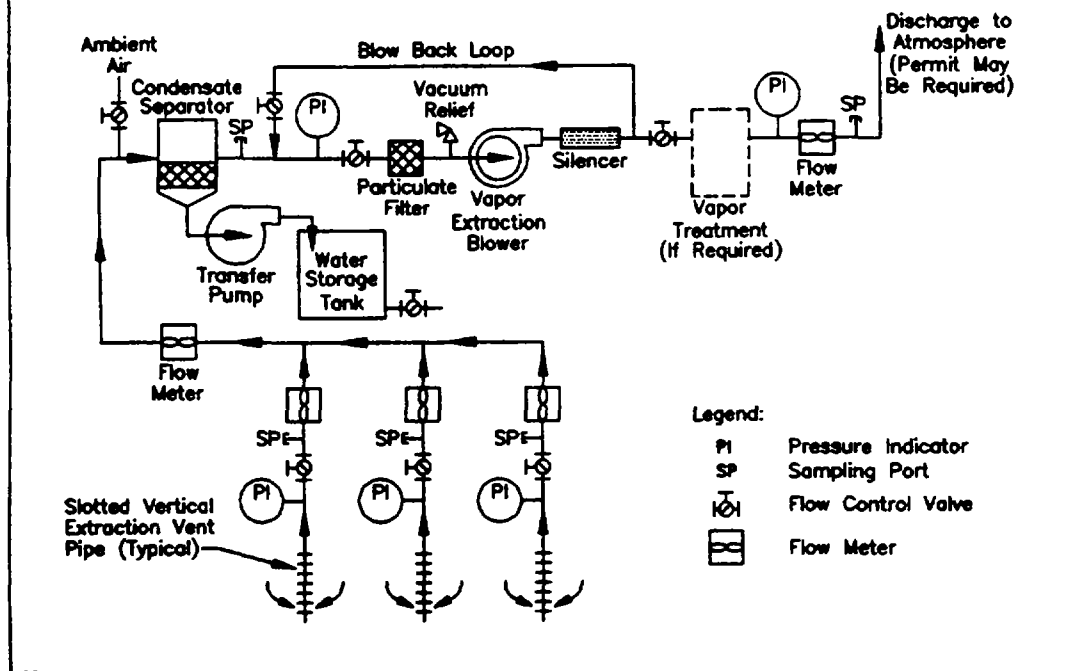 Ambient
Air
Condensate
Separator
SP
Blow Back Loop
PI
Vacuum
Relief
Particulate
Filter
Vapor
Extraction
Blower
Silencer
Vapor
Treatment
(If Required)
PI
SP
Flow
Meter
Discharge to
Atmosphere
(Permit May
Be Required)
Transfer
Pump
Water
Storage
Tank
Flow
Meter
SP
SP
SP
PI
PI
PI
Slotted Vertical
Extraction Vent
Pipe (Typical)
Legend:
PI Pressure Indicator
SP Sampling Port
Flow Control Valve
Flow Meter